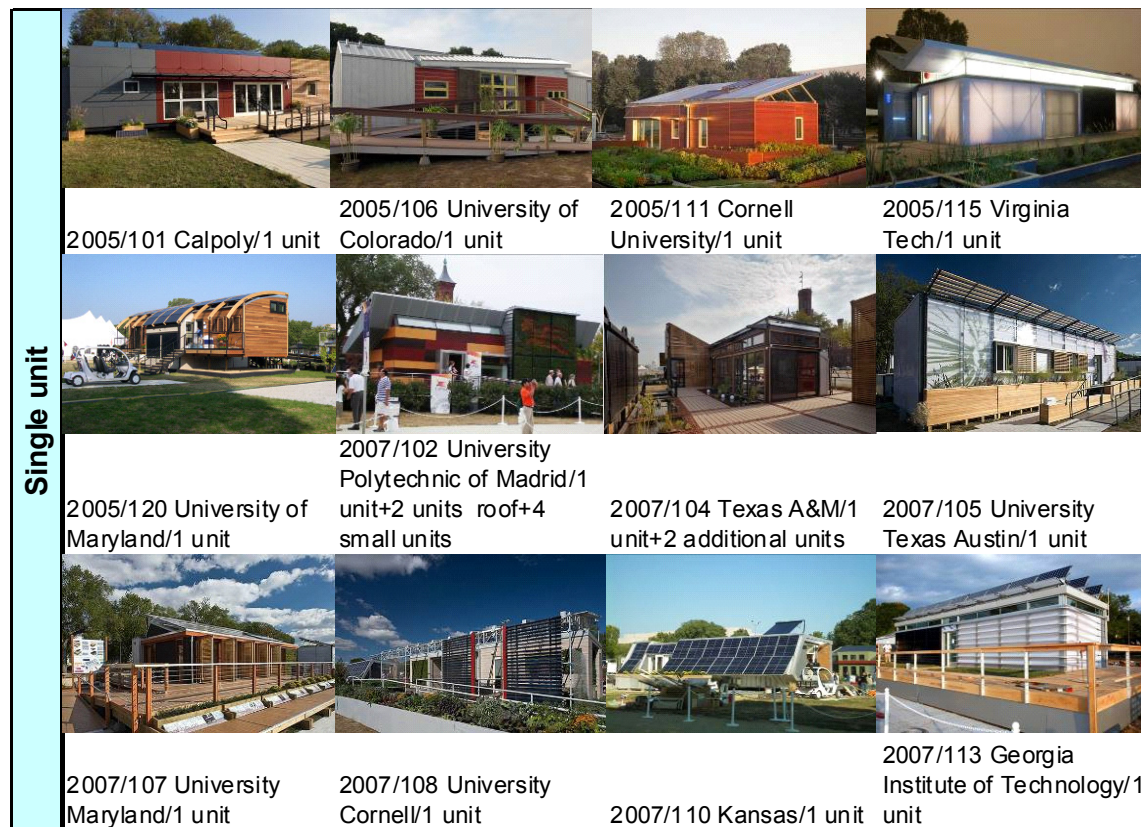 Single unit
2005/101 Calpoly/1 unit
2005/106 University of
Colorado/1 unit
2005/111 Cornell
University/1 unit
2005/115 Virginia
Tech/1 unit
2005/120 University of
Maryland/1 unit
2007/102 University
Polytechnic of Madrid/1
unit+2 units roof+4
small units
2007/104 Texas A&M/1
unit+2 additional units
2007/105 University
Texas Austin/1 unit
2007/107 University
Maryland/1 unit
2007/108 University
Cornell/1 unit
2007/110 Kansas/1 unit
2007/113 Georgia
Institute of Technology/1
unit